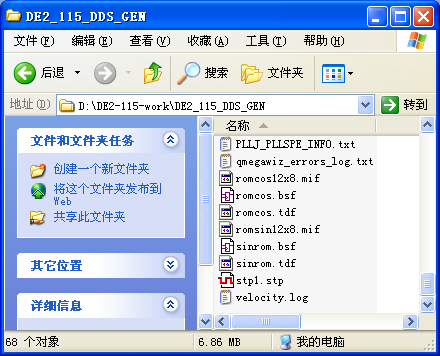 DE2_115_DDS_GEN
文件(F) 编辑(E) 查看(V) 收藏(A) 工具(T) 帮助(H)
后退 搜索 文件夹
地址(D) D:\DE2-115-work\DE2_115_DDS_GEN 转到
文件和文件夹任务
创建一个新文件夹
将这个文件夹发布到
Web
共享此文件夹
其它位置
详细信息
名称
PLLJ_PLLSPE_INFO.txt
qmegawiz_errors_log.txt
romcos12x8.mif
romcos.bsf
romcos.tdf
romsin12x8.mif
sinrom.bsf
sinrom.tdf
stp1.stp
velocity.log
68 个对象 6.86 MB 我的电脑